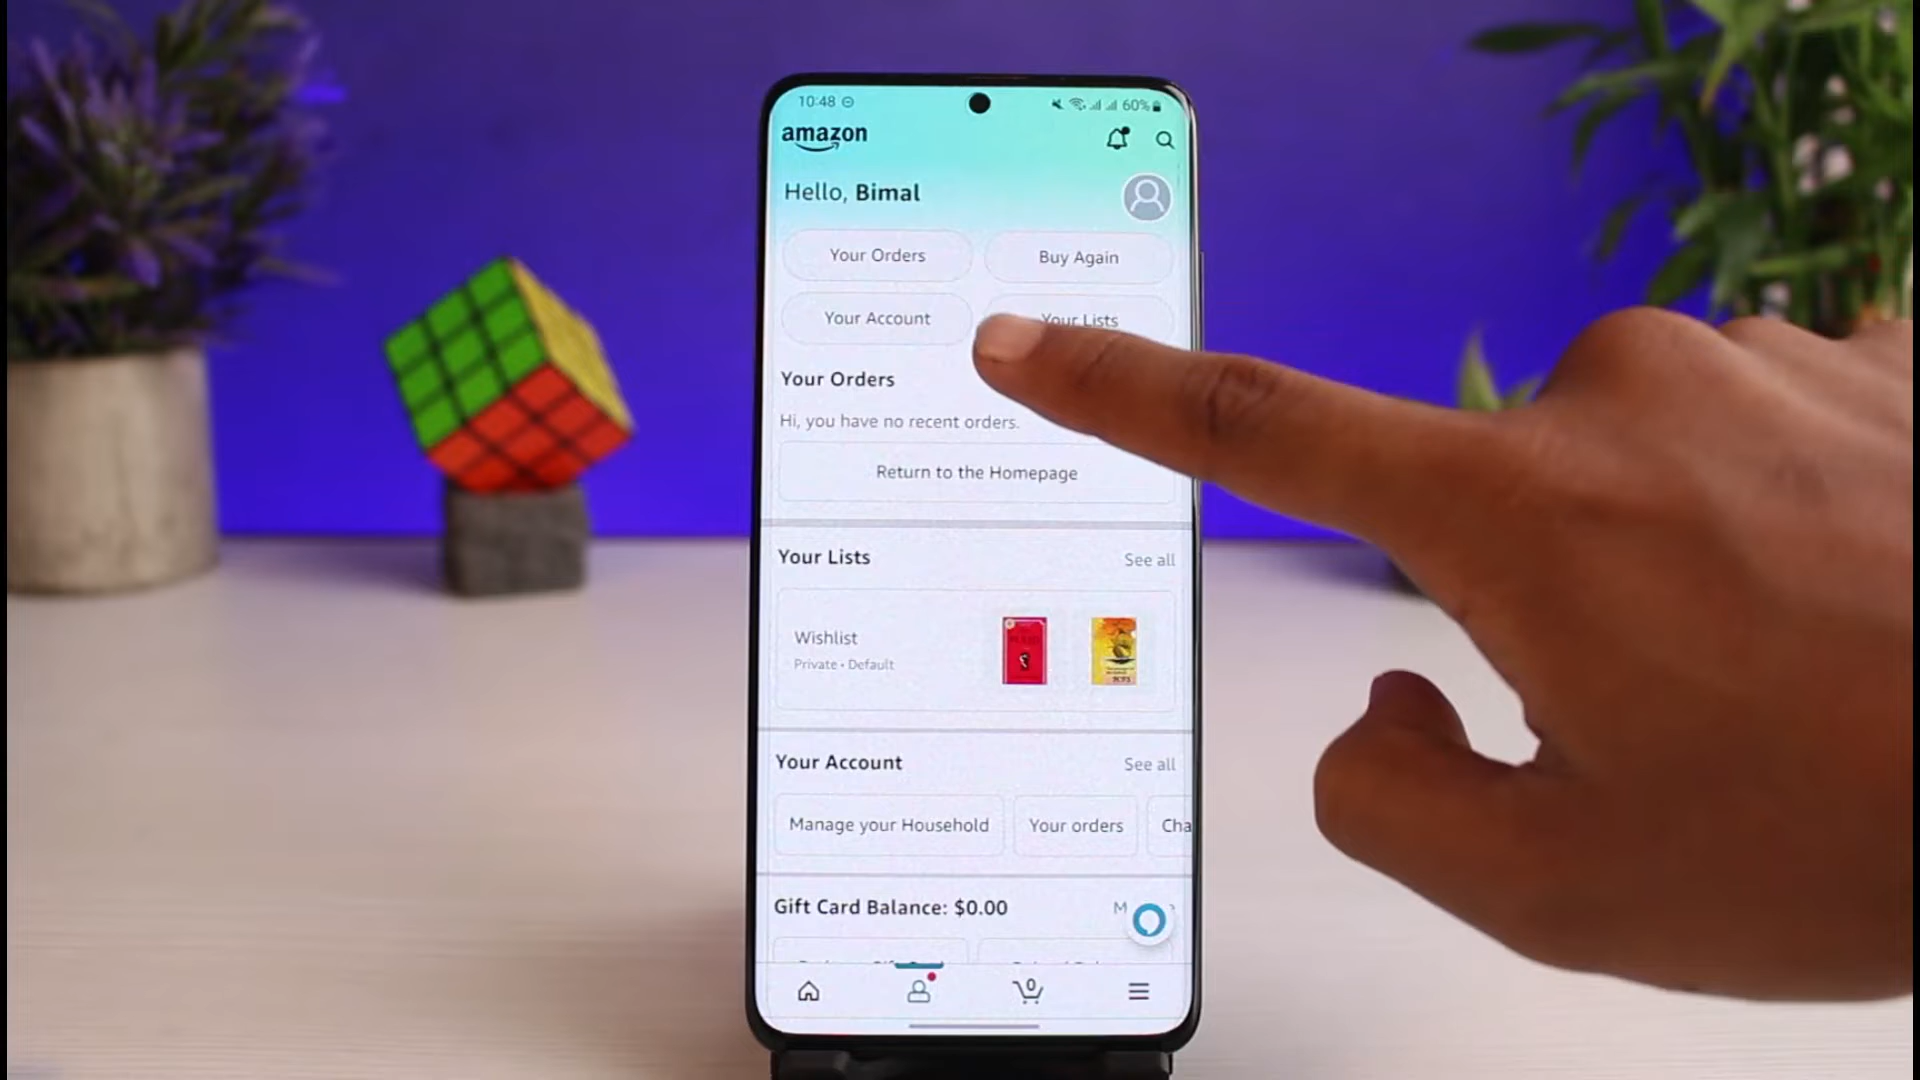 10:48
60%
amazon
Hello, Bimal
Your Orders
Buy Again
Your Account
Your Lists
Your Orders
Hi, you have no recent orders.
Return to the Homepage
Your Lists
See all
Wishlist
Private • Default
Your Account
See all
Manage your Household
Your orders
Cha
Gift Card Balance: $0.00
M
0